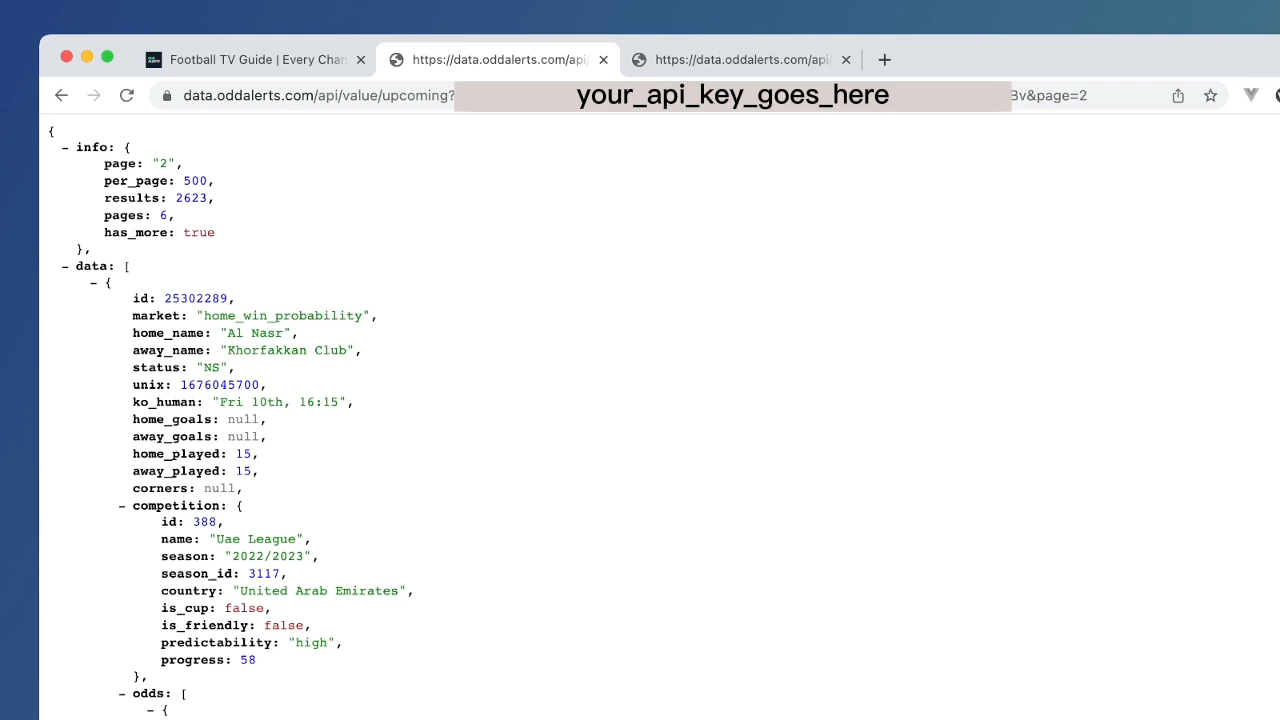 Football TV Guide | Every Chan
https://data.oddalerts.com/api/
https://data.oddalerts.com/api/
data.oddalerts.com/api/value/upcoming? your_api_key_goes_here Bv&page=2
{
– info: {
page: "2",
per_page: 500,
results: 2623,
pages: 6,
has_more: true
},
– data: [
– {
id: 25302289,
market: "home_win_probability",
home_name: "Al Nasr",
away_name: "Khorfakkan Club",
status: "NS",
unix: 1676045700,
ko_human: "Fri 10th, 16:15",
home_goals: null,
away_goals: null,
home_played: 15,
away_played: 15,
corners: null,
– competition: {
id: 388,
name: "Uae League",
season: "2022/2023",
season_id: 3117,
country: "United Arab Emirates",
is_cup: false,
is_friendly: false,
predictability: "high",
progress: 58
},
– odds: [
– {